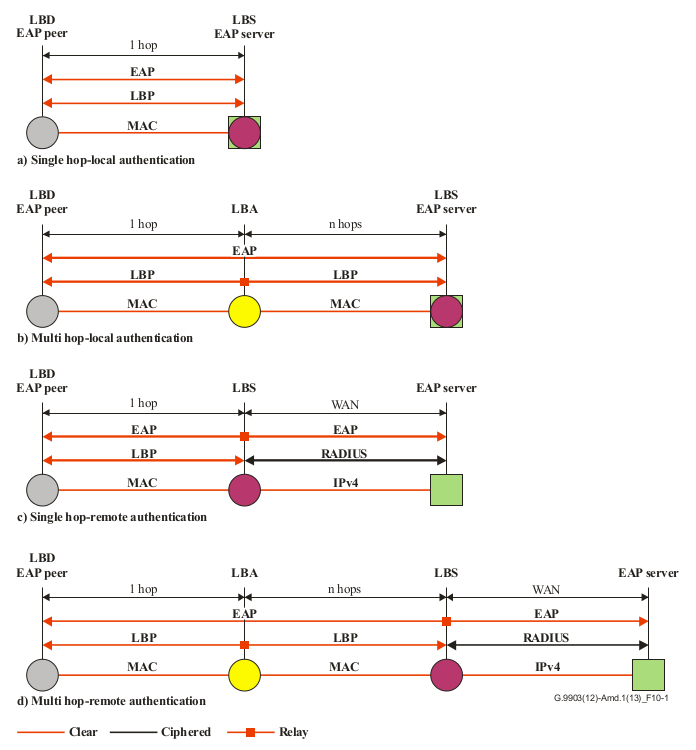 LBD LBS
EAP peer EAP server
1 hop
EAP
LBP
MAC
a) Single hop-local authentication
LBD LBS
EAP peer LBA EAP server
1 hop n hops
EAP
LBP LBP
MAC MAC
b) Multi hop-local authentication
LBD
EAP peer LBS EAP server
1 hop WAN
EAP EAP
LBP RADIUS
MAC IPv4
c) Single hop-remote authentication
LBD
EAP peer LBA LBS EAP server
1 hop n hops WAN
EAP EAP
LBP LBP RADIUS
MAC MAC IPv4
d) Multi hop-remote authentication
G.9903(12)-Amd.1(13)_F10-1
Clear Ciphered Relay